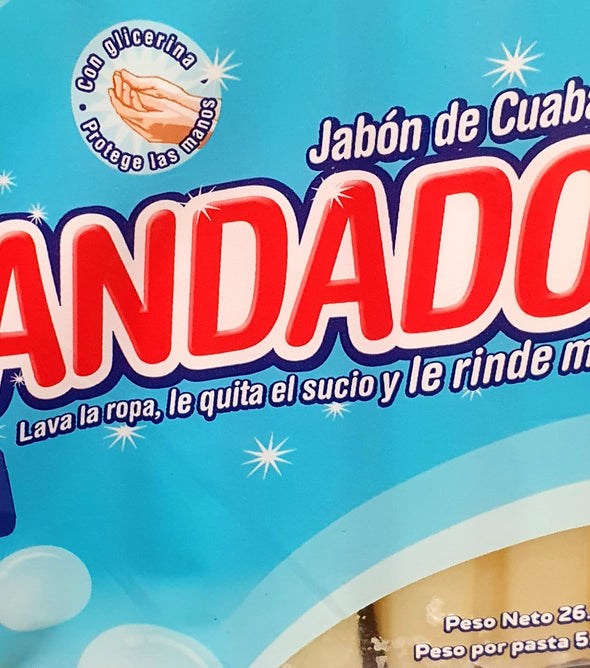 Con glicerina
Protege las manos
Jabón de Cuaba
ANDADO
Lava la ropa, le quita el sucio y le rinde m
Peso Neto 26.
Peso por pasta 5